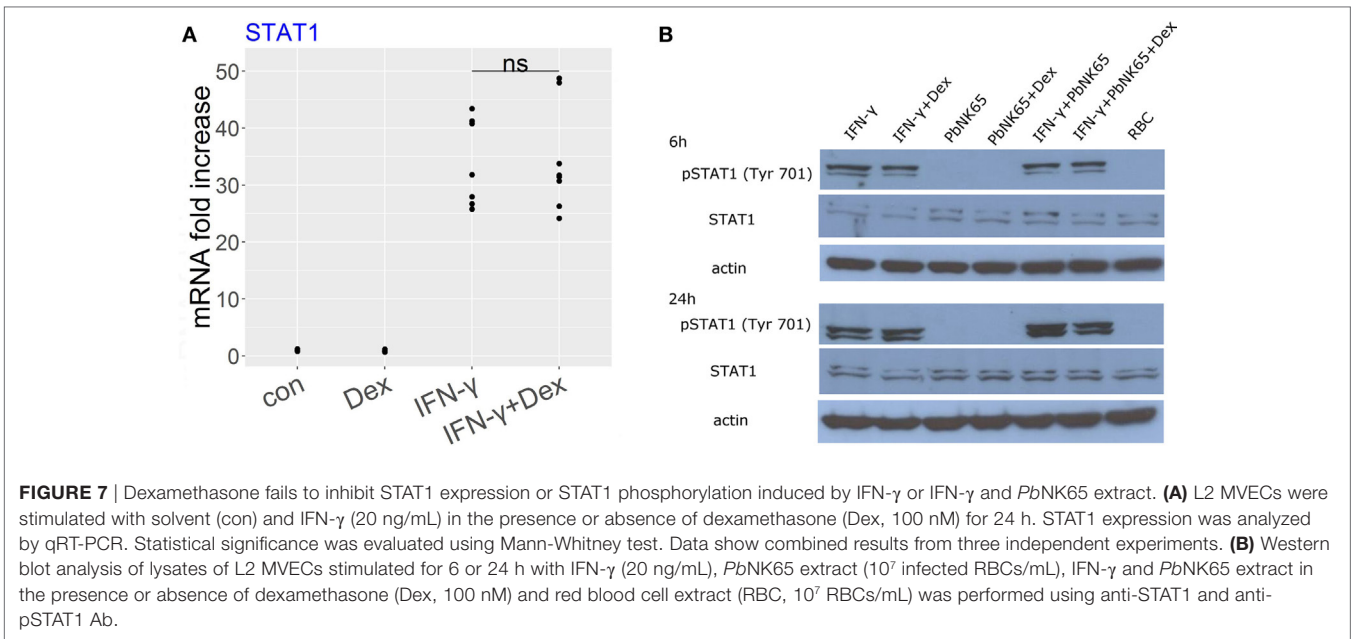 A
STAT1
mRNA fold increase
50
40
30
20
10
0
ns
con
Dex
IFN-γ
IFN-γ+Dex
B
IFN-γ
IFN-γ+Dex
PbNK65
PbNK65+Dex
IFN-γ+PbNK65
IFN-γ+PbNK65+Dex
RBC
6h
pSTAT1 (Tyr 701)
STAT1
actin
24h
pSTAT1 (Tyr 701)
STAT1
actin
FIGURE 7 | Dexamethasone fails to inhibit STAT1 expression or STAT1 phosphorylation induced by IFN-γ or IFN-γ and PbNK65 extract. (A) L2 MVECs were
stimulated with solvent (con) and IFN-γ (20 ng/mL) in the presence or absence of dexamethasone (Dex, 100 nM) for 24 h. STAT1 expression was analyzed
by qRT-PCR. Statistical significance was evaluated using Mann-Whitney test. Data show combined results from three independent experiments. (B) Western
blot analysis of lysates of L2 MVECs stimulated for 6 or 24 h with IFN-γ (20 ng/mL), PbNK65 extract (10⁷ infected RBCs/mL), IFN-γ and PbNK65 extract in
the presence or absence of dexamethasone (Dex, 100 nM) and red blood cell extract (RBC, 10⁷ RBCs/mL) was performed using anti-STAT1 and anti-
pSTAT1 Ab.